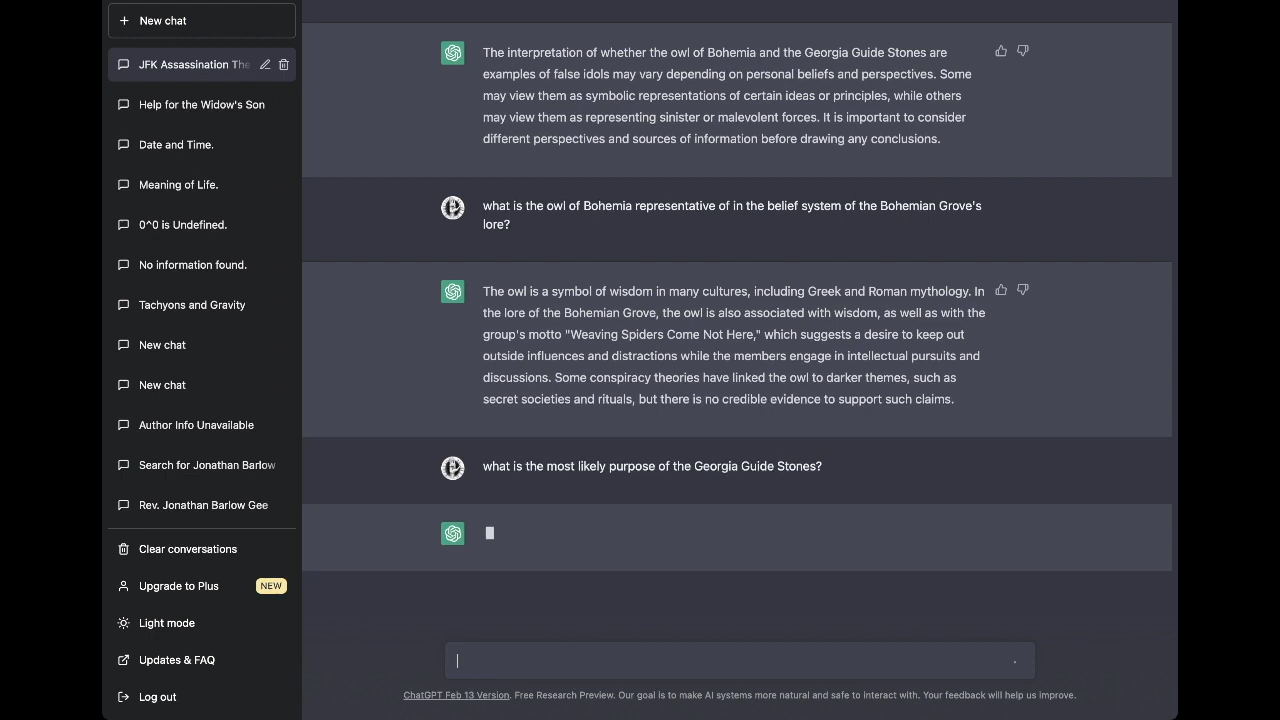 New chat
JFK Assassination The
Help for the Widow's Son
Date and Time.
Meaning of Life.
0^0 is Undefined.
No information found.
Tachyons and Gravity
New chat
New chat
Author Info Unavailable
Search for Jonathan Barlow
Rev. Jonathan Barlow Gee
Clear conversations
Upgrade to Plus NEW
Light mode
Updates & FAQ
Log out
The interpretation of whether the owl of Bohemia and the Georgia Guide Stones are
examples of false idols may vary depending on personal beliefs and perspectives. Some
may view them as symbolic representations of certain ideas or principles, while others
may view them as representing sinister or malevolent forces. It is important to consider
different perspectives and sources of information before drawing any conclusions.
what is the owl of Bohemia representative of in the belief system of the Bohemian Grove's
lore?
The owl is a symbol of wisdom in many cultures, including Greek and Roman mythology. In
the lore of the Bohemian Grove, the owl is also associated with wisdom, as well as with the
group's motto "Weaving Spiders Come Not Here," which suggests a desire to keep out
outside influences and distractions while the members engage in intellectual pursuits and
discussions. Some conspiracy theories have linked the owl to darker themes, such as
secret societies and rituals, but there is no credible evidence to support such claims.
what is the most likely purpose of the Georgia Guide Stones?
ChatGPT Feb 13 Version. Free Research Preview. Our goal is to make AI systems more natural and safe to interact with. Your feedback will help us improve.